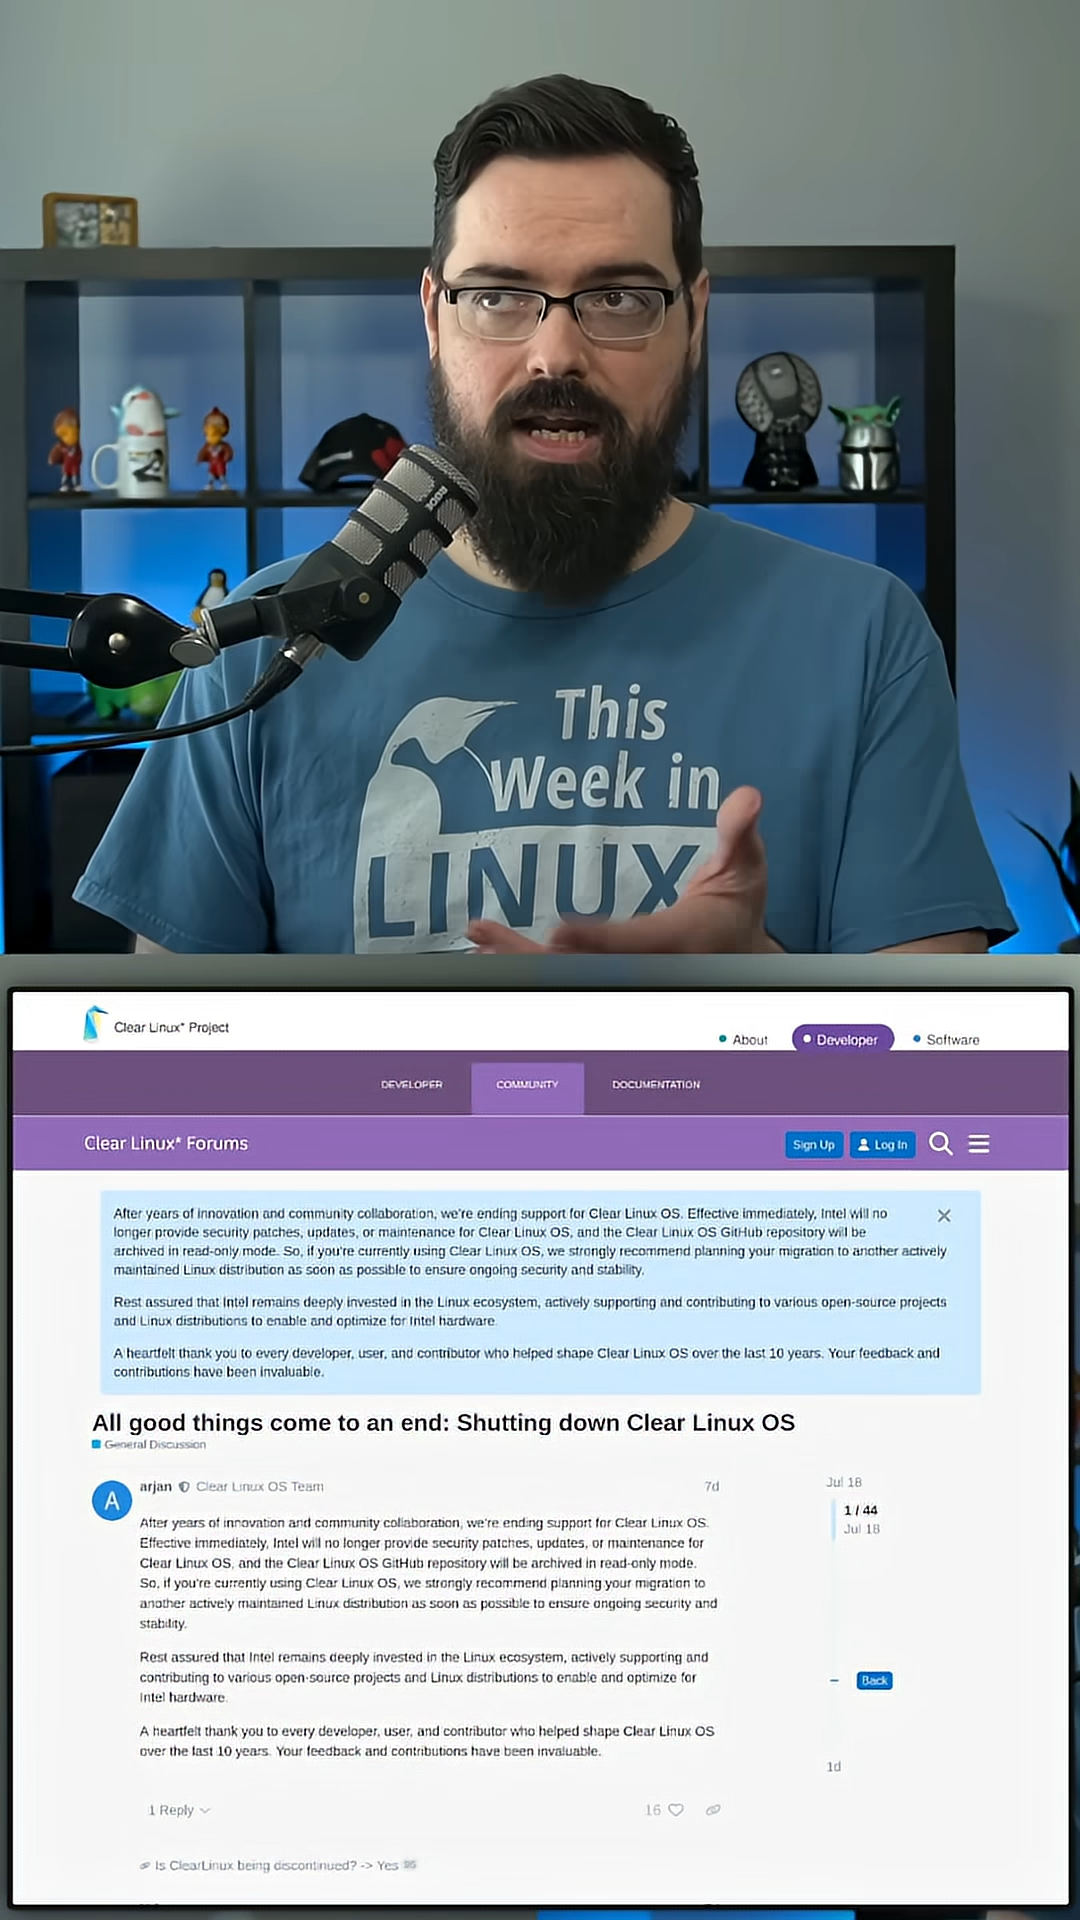 RODE
This
Week in
LINUX
Clear Linux* Project
About
Developer
Software
DEVELOPER
COMMUNITY
DOCUMENTATION
Clear Linux* Forums
Sign Up
Log In
After years of innovation and community collaboration, we're ending support for Clear Linux OS. Effective immediately, Intel will no
longer provide security patches, updates, or maintenance for Clear Linux OS, and the Clear Linux OS GitHub repository will be
archived in read-only mode. So, if you're currently using Clear Linux OS, we strongly recommend planning your migration to another actively
maintained Linux distribution as soon as possible to ensure ongoing security and stability.
Rest assured that Intel remains deeply invested in the Linux ecosystem, actively supporting and contributing to various open-source projects
and Linux distributions to enable and optimize for Intel hardware.
A heartfelt thank you to every developer, user, and contributor who helped shape Clear Linux OS over the last 10 years. Your feedback and
contributions have been invaluable.
All good things come to an end: Shutting down Clear Linux OS
General Discussion
A
arjan Clear Linux OS Team
7d
After years of innovation and community collaboration, we're ending support for Clear Linux OS.
Effective immediately, Intel will no longer provide security patches, updates, or maintenance for
Clear Linux OS, and the Clear Linux OS GitHub repository will be archived in read-only mode.
So, if you're currently using Clear Linux OS, we strongly recommend planning your migration to
another actively maintained Linux distribution as soon as possible to ensure ongoing security and
stability.
Rest assured that Intel remains deeply invested in the Linux ecosystem, actively supporting and
contributing to various open-source projects and Linux distributions to enable and optimize for
Intel hardware.
A heartfelt thank you to every developer, user, and contributor who helped shape Clear Linux OS
over the last 10 years. Your feedback and contributions have been invaluable.
1 Reply
16
Is ClearLinux being discontinued? -> Yes
Jul 18
1 / 44
Jul 18
Back
1d